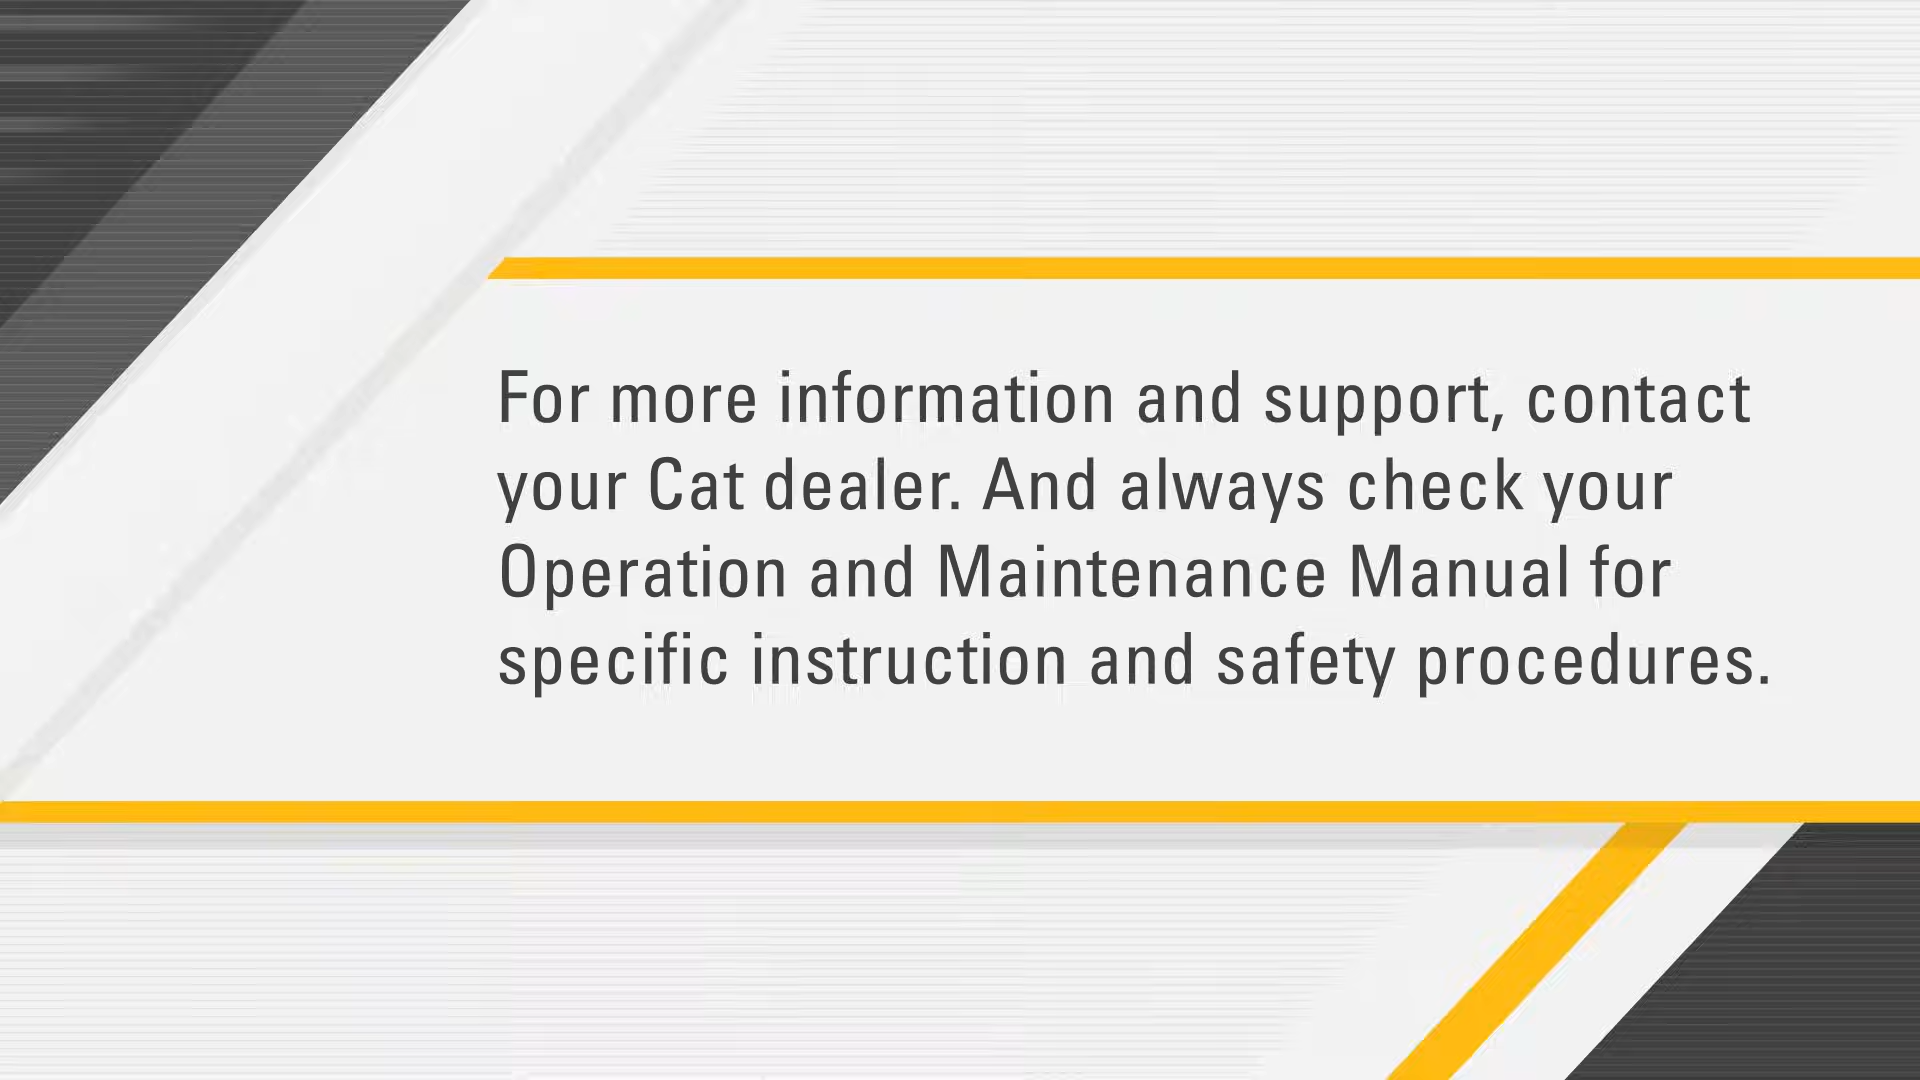 For more information and support, contact
your Cat dealer. And always check your
Operation and Maintenance Manual for
specific instruction and safety procedures.